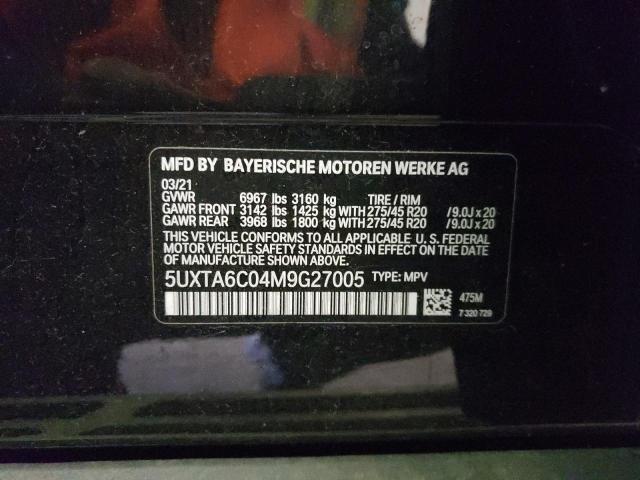 MFD BY BAYERISCHE MOTOREN WERKE AG
03/21
GVWR 6967 lbs 3160 kg TIRE / RIM
GAWR FRONT 3142 lbs 1425 kg WITH 275/45 R20 / 9.0J x 20
GAWR REAR 3968 lbs 1800 kg WITH 275/45 R20 / 9.0J x 20
THIS VEHICLE CONFORMS TO ALL APPLICABLE U. S. FEDERAL
MOTOR VEHICLE SAFETY STANDARDS IN EFFECT ON THE DATE
OF MANUFACTURE SHOWN ABOVE.
5UXTA6C04M9G27005 TYPE: MPV
475M
7 320 729